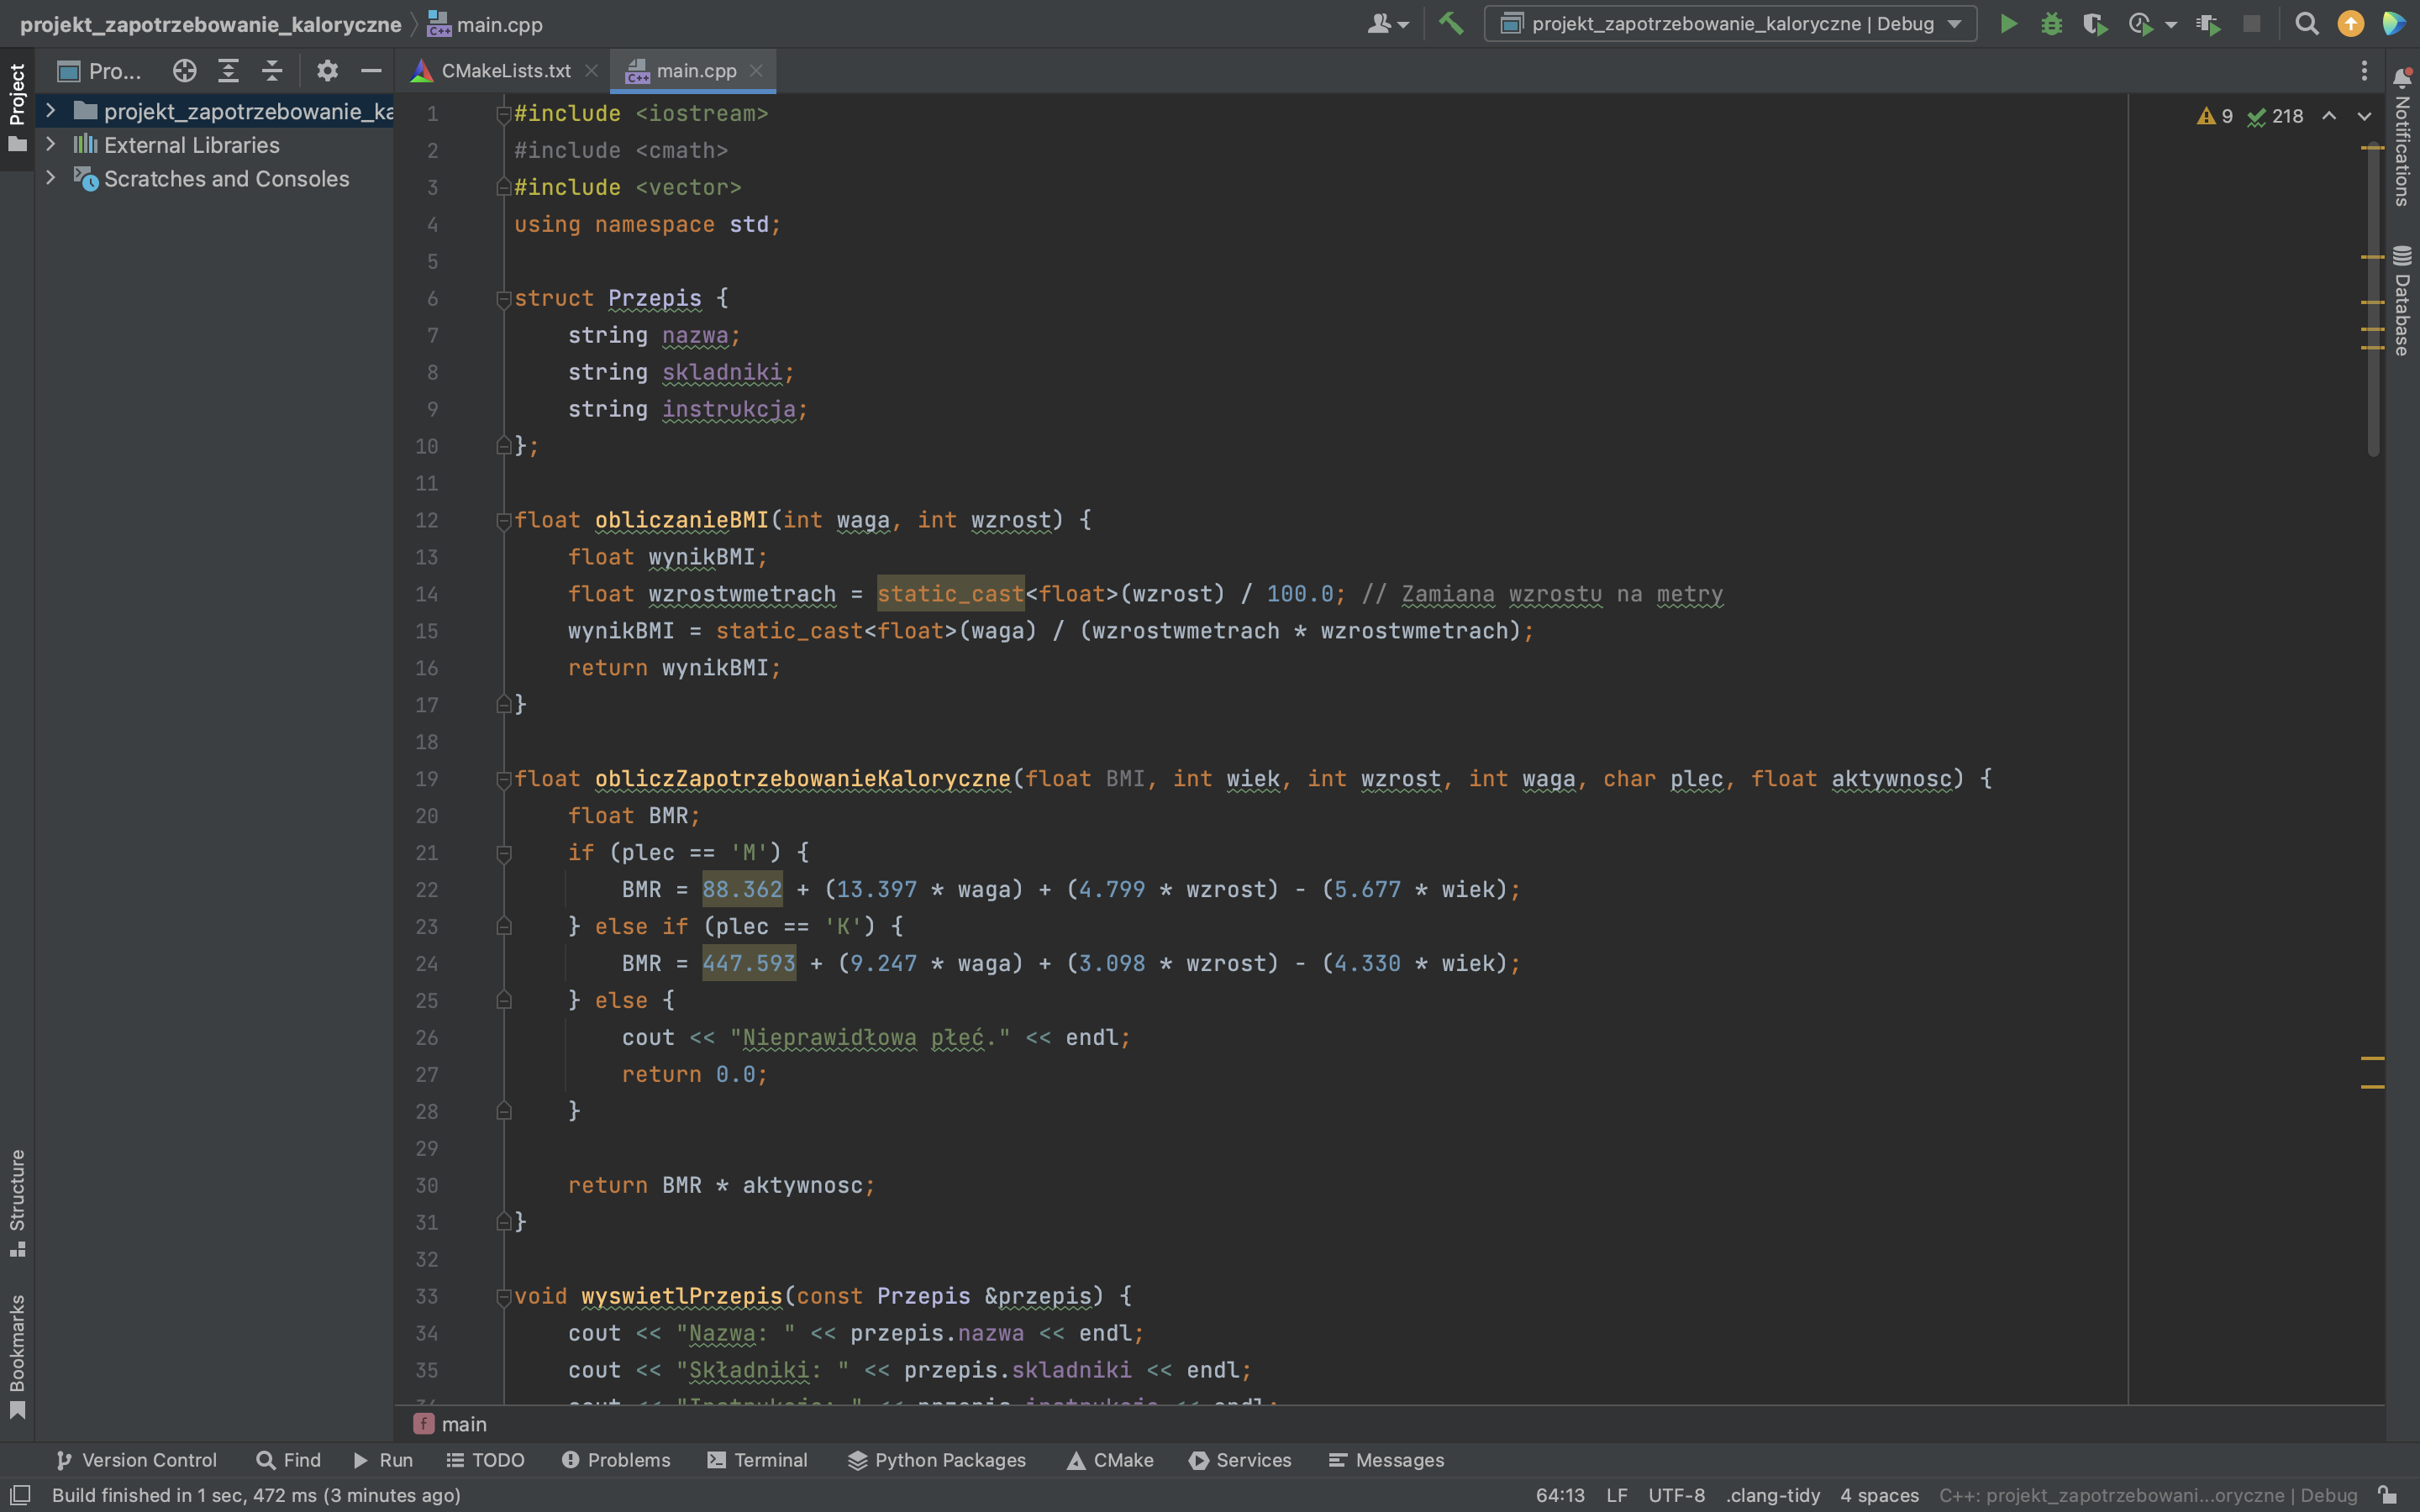 projekt_zapotrzebowanie_kaloryczne main.cpp
projekt_zapotrzebowanie_kaloryczne | Debug
Project
Pro...
CMakeLists.txt
main.cpp
projekt_zapotrzebowanie_ka
External Libraries
Scratches and Consoles
9 218
Notifications
Database
1 #include <iostream>
2 #include <cmath>
3 #include <vector>
4 using namespace std;
5
6 struct Przepis {
7 string nazwa;
8 string skladniki;
9 string instrukcja;
10 };
11
12 float obliczanieBMI(int waga, int wzrost) {
13 float wynikBMI;
14 float wzrostwmetrach = static_cast<float>(wzrost) / 100.0; // Zamiana wzrostu na metry
15 wynikBMI = static_cast<float>(waga) / (wzrostwmetrach * wzrostwmetrach);
16 return wynikBMI;
17 }
18
19 float obliczZapotrzebowanieKaloryczne(float BMI, int wiek, int wzrost, int waga, char plec, float aktywnosc) {
20 float BMR;
21 if (plec == 'M') {
22 BMR = 88.362 + (13.397 * waga) + (4.799 * wzrost) - (5.677 * wiek);
23 } else if (plec == 'K') {
24 BMR = 447.593 + (9.247 * waga) + (3.098 * wzrost) - (4.330 * wiek);
25 } else {
26 cout << "Nieprawidłowa płeć." << endl;
27 return 0.0;
28 }
29
30 return BMR * aktywnosc;
31 }
32
33 void wyswietlPrzepis(const Przepis &przepis) {
34 cout << "Nazwa: " << przepis.nazwa << endl;
35 cout << "Składniki: " << przepis.skladniki << endl;
Structure
Bookmarks
f main
Version Control Find Run TODO Problems Terminal Python Packages CMake Services Messages
Build finished in 1 sec, 472 ms (3 minutes ago)
64:13 LF UTF-8 .clang-tidy 4 spaces C++: projekt_zapotrzebowani...oryczne | Debug